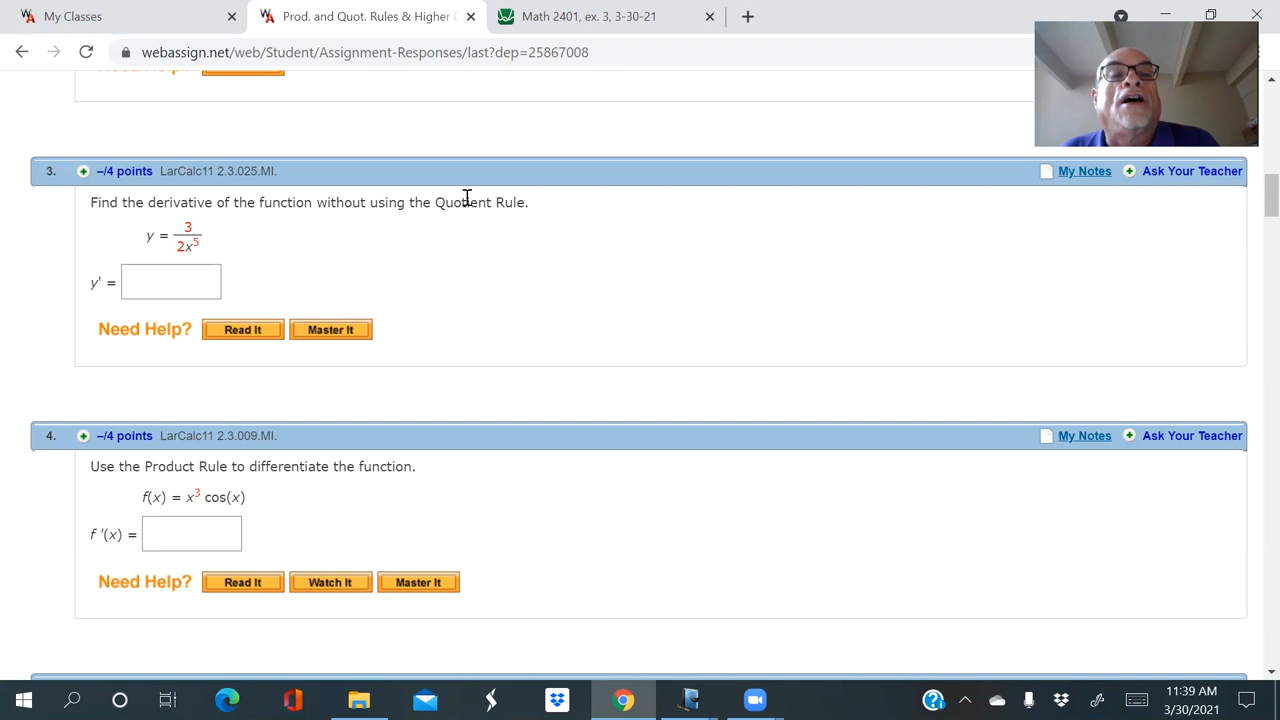 My Classes
Prod. and Quot. Rules & Higher D
Math 2401, ex. 3, 3-30-21
webassign.net/web/Student/Assignment-Responses/last?dep=25867008
Need Help?
3. –/4 points LarCalc11 2.3.025.MI. My Notes Ask Your Teacher
Find the derivative of the function without using the Quotient Rule.
y = 3/2x⁵
y' =
Need Help? Read It Master It
4. –/4 points LarCalc11 2.3.009.MI. My Notes Ask Your Teacher
Use the Product Rule to differentiate the function.
f(x) = x³ cos(x)
f '(x) =
Need Help? Read It Watch It Master It
11:39 AM
3/30/2021